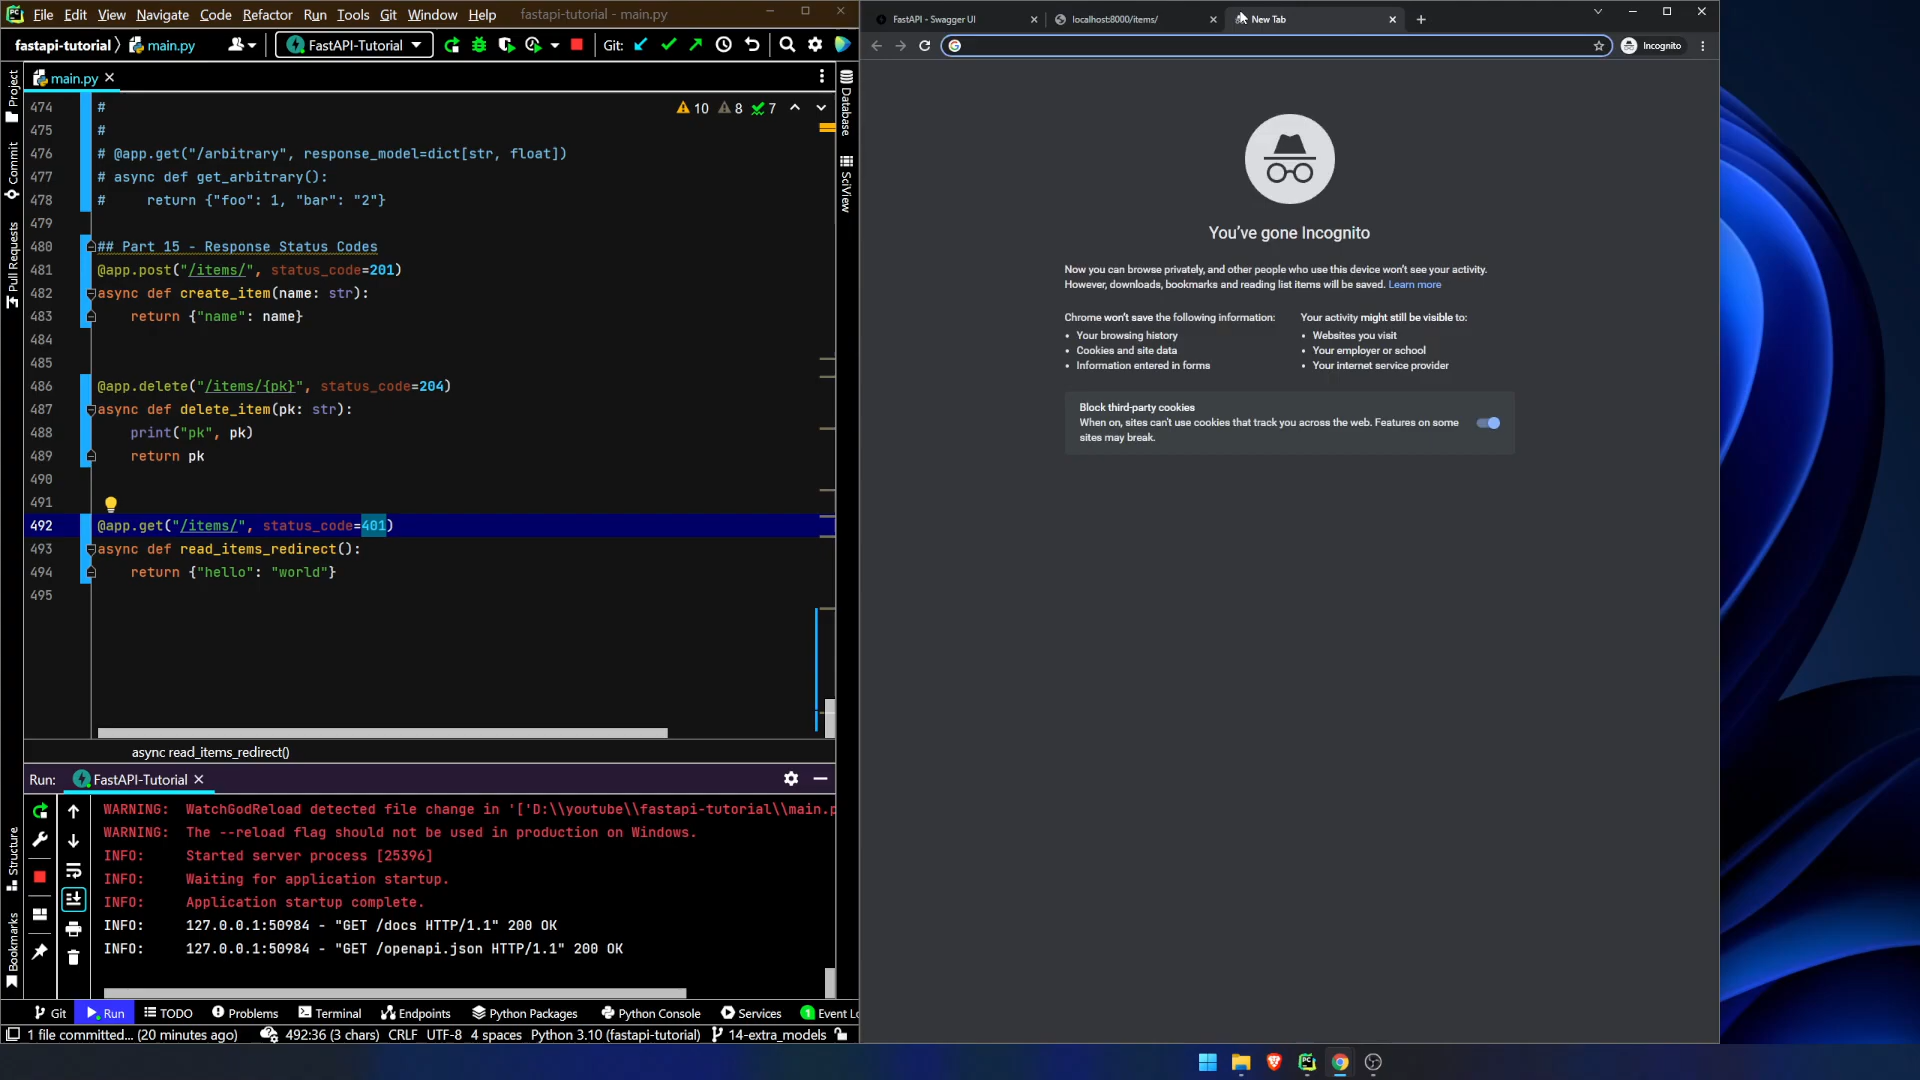 File Edit View Navigate Code Refactor Run Tools Git Window Help fastapi-tutorial - main.py
fastapi-tutorial main.py FastAPI-Tutorial Git:
main.py
10 8 7
474 #
475 #
476 # @app.get("/arbitrary", response_model=dict[str, float])
477 # async def get_arbitrary():
478 #     return {"foo": 1, "bar": "2"}
479
480 ## Part 15 - Response Status Codes
481 @app.post("/items/", status_code=201)
482 async def create_item(name: str):
483     return {"name": name}
484
485
486 @app.delete("/items/{pk}", status_code=204)
487 async def delete_item(pk: str):
488     print("pk", pk)
489     return pk
490
491
492 @app.get("/items/", status_code=401)
493 async def read_items_redirect():
494     return {"hello": "world"}
495
async read_items_redirect()
Project
Commit
Pull Requests
Structure
Bookmarks
Database
SciView
Run: FastAPI-Tutorial
WARNING: WatchGodReload detected file change in '['D:\\youtube\\fastapi-tutorial\\main.p
WARNING: The --reload flag should not be used in production on Windows.
INFO: Started server process [25396]
INFO: Waiting for application startup.
INFO: Application startup complete.
INFO: 127.0.0.1:50984 - "GET /docs HTTP/1.1" 200 OK
INFO: 127.0.0.1:50984 - "GET /openapi.json HTTP/1.1" 200 OK
Git Run TODO Problems Terminal Endpoints Python Packages Python Console Services 1 Event Lo
1 file committed... (20 minutes ago) 492:36 (3 chars) CRLF UTF-8 4 spaces Python 3.10 (fastapi-tutorial) 14-extra_models
FastAPI - Swagger UI localhost:8000/items/ New Tab
Incognito
You've gone Incognito
Now you can browse privately, and other people who use this device won't see your activity.
However, downloads, bookmarks and reading list items will be saved. Learn more
Chrome won't save the following information:
• Your browsing history
• Cookies and site data
• Information entered in forms
Your activity might still be visible to:
• Websites you visit
• Your employer or school
• Your internet service provider
Block third-party cookies
When on, sites can't use cookies that track you across the web. Features on some
sites may break.